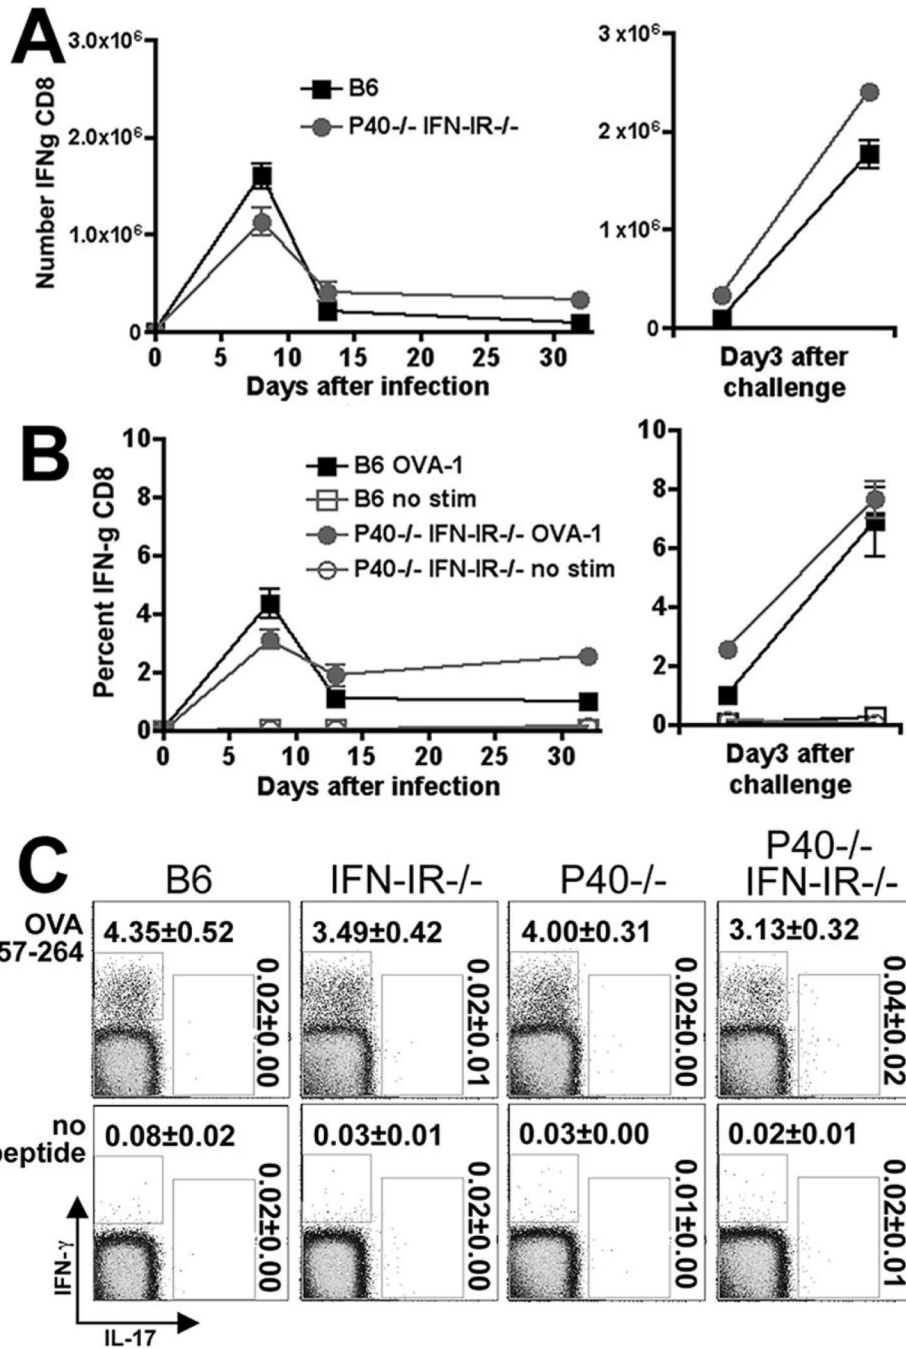 A
3.0x10⁶
2.0x10⁶
1.0x10⁶
0
Number IFNg CD8
B6
P40-/- IFN-IR-/-
0 5 10 15 20 25 30
Days after infection
3 x10⁶
2 x10⁶
1 x10⁶
0
Day3 after
challenge
B
10
8
6
4
2
0
Percent IFN-g CD8
B6 OVA-1
B6 no stim
P40-/- IFN-IR-/- OVA-1
P40-/- IFN-IR-/- no stim
0 5 10 15 20 25 30
Days after infection
10
8
6
4
2
0
Day3 after
challenge
C
B6 IFN-IR-/- P40-/- P40-/-
IFN-IR-/-
OVA
57-264
4.35±0.52 3.49±0.42 4.00±0.31 3.13±0.32
0.02±0.00 0.02±0.01 0.02±0.00 0.04±0.02
no
peptide
0.08±0.02 0.03±0.01 0.03±0.00 0.02±0.01
0.02±0.00 0.02±0.00 0.01±0.00 0.02±0.01
IFN-γ
IL-17